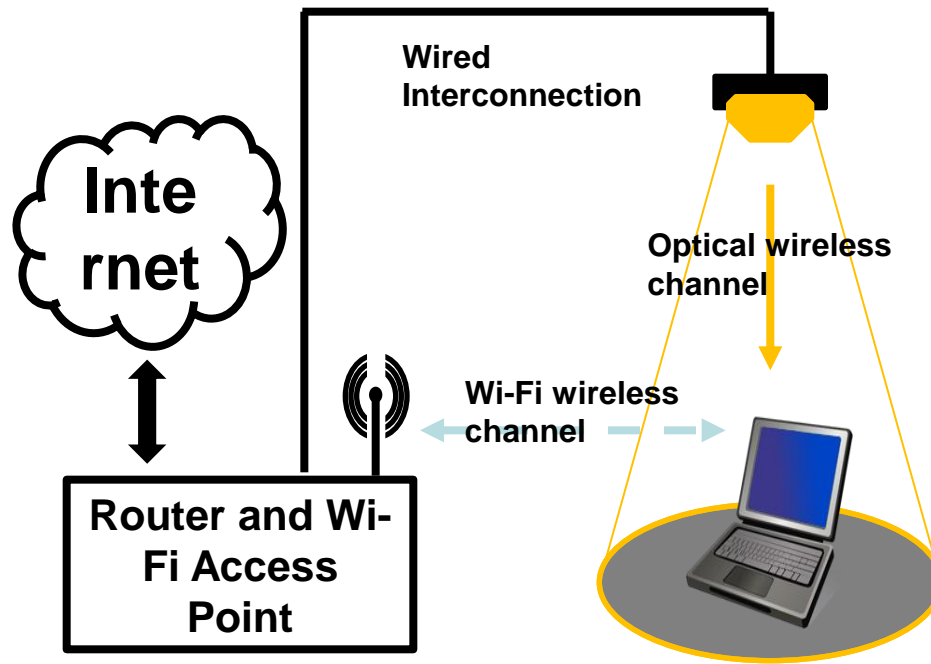 Wired
Interconnection
Inte
rnet
Optical wireless
channel
Wi-Fi wireless
channel
Router and Wi-
Fi Access
Point